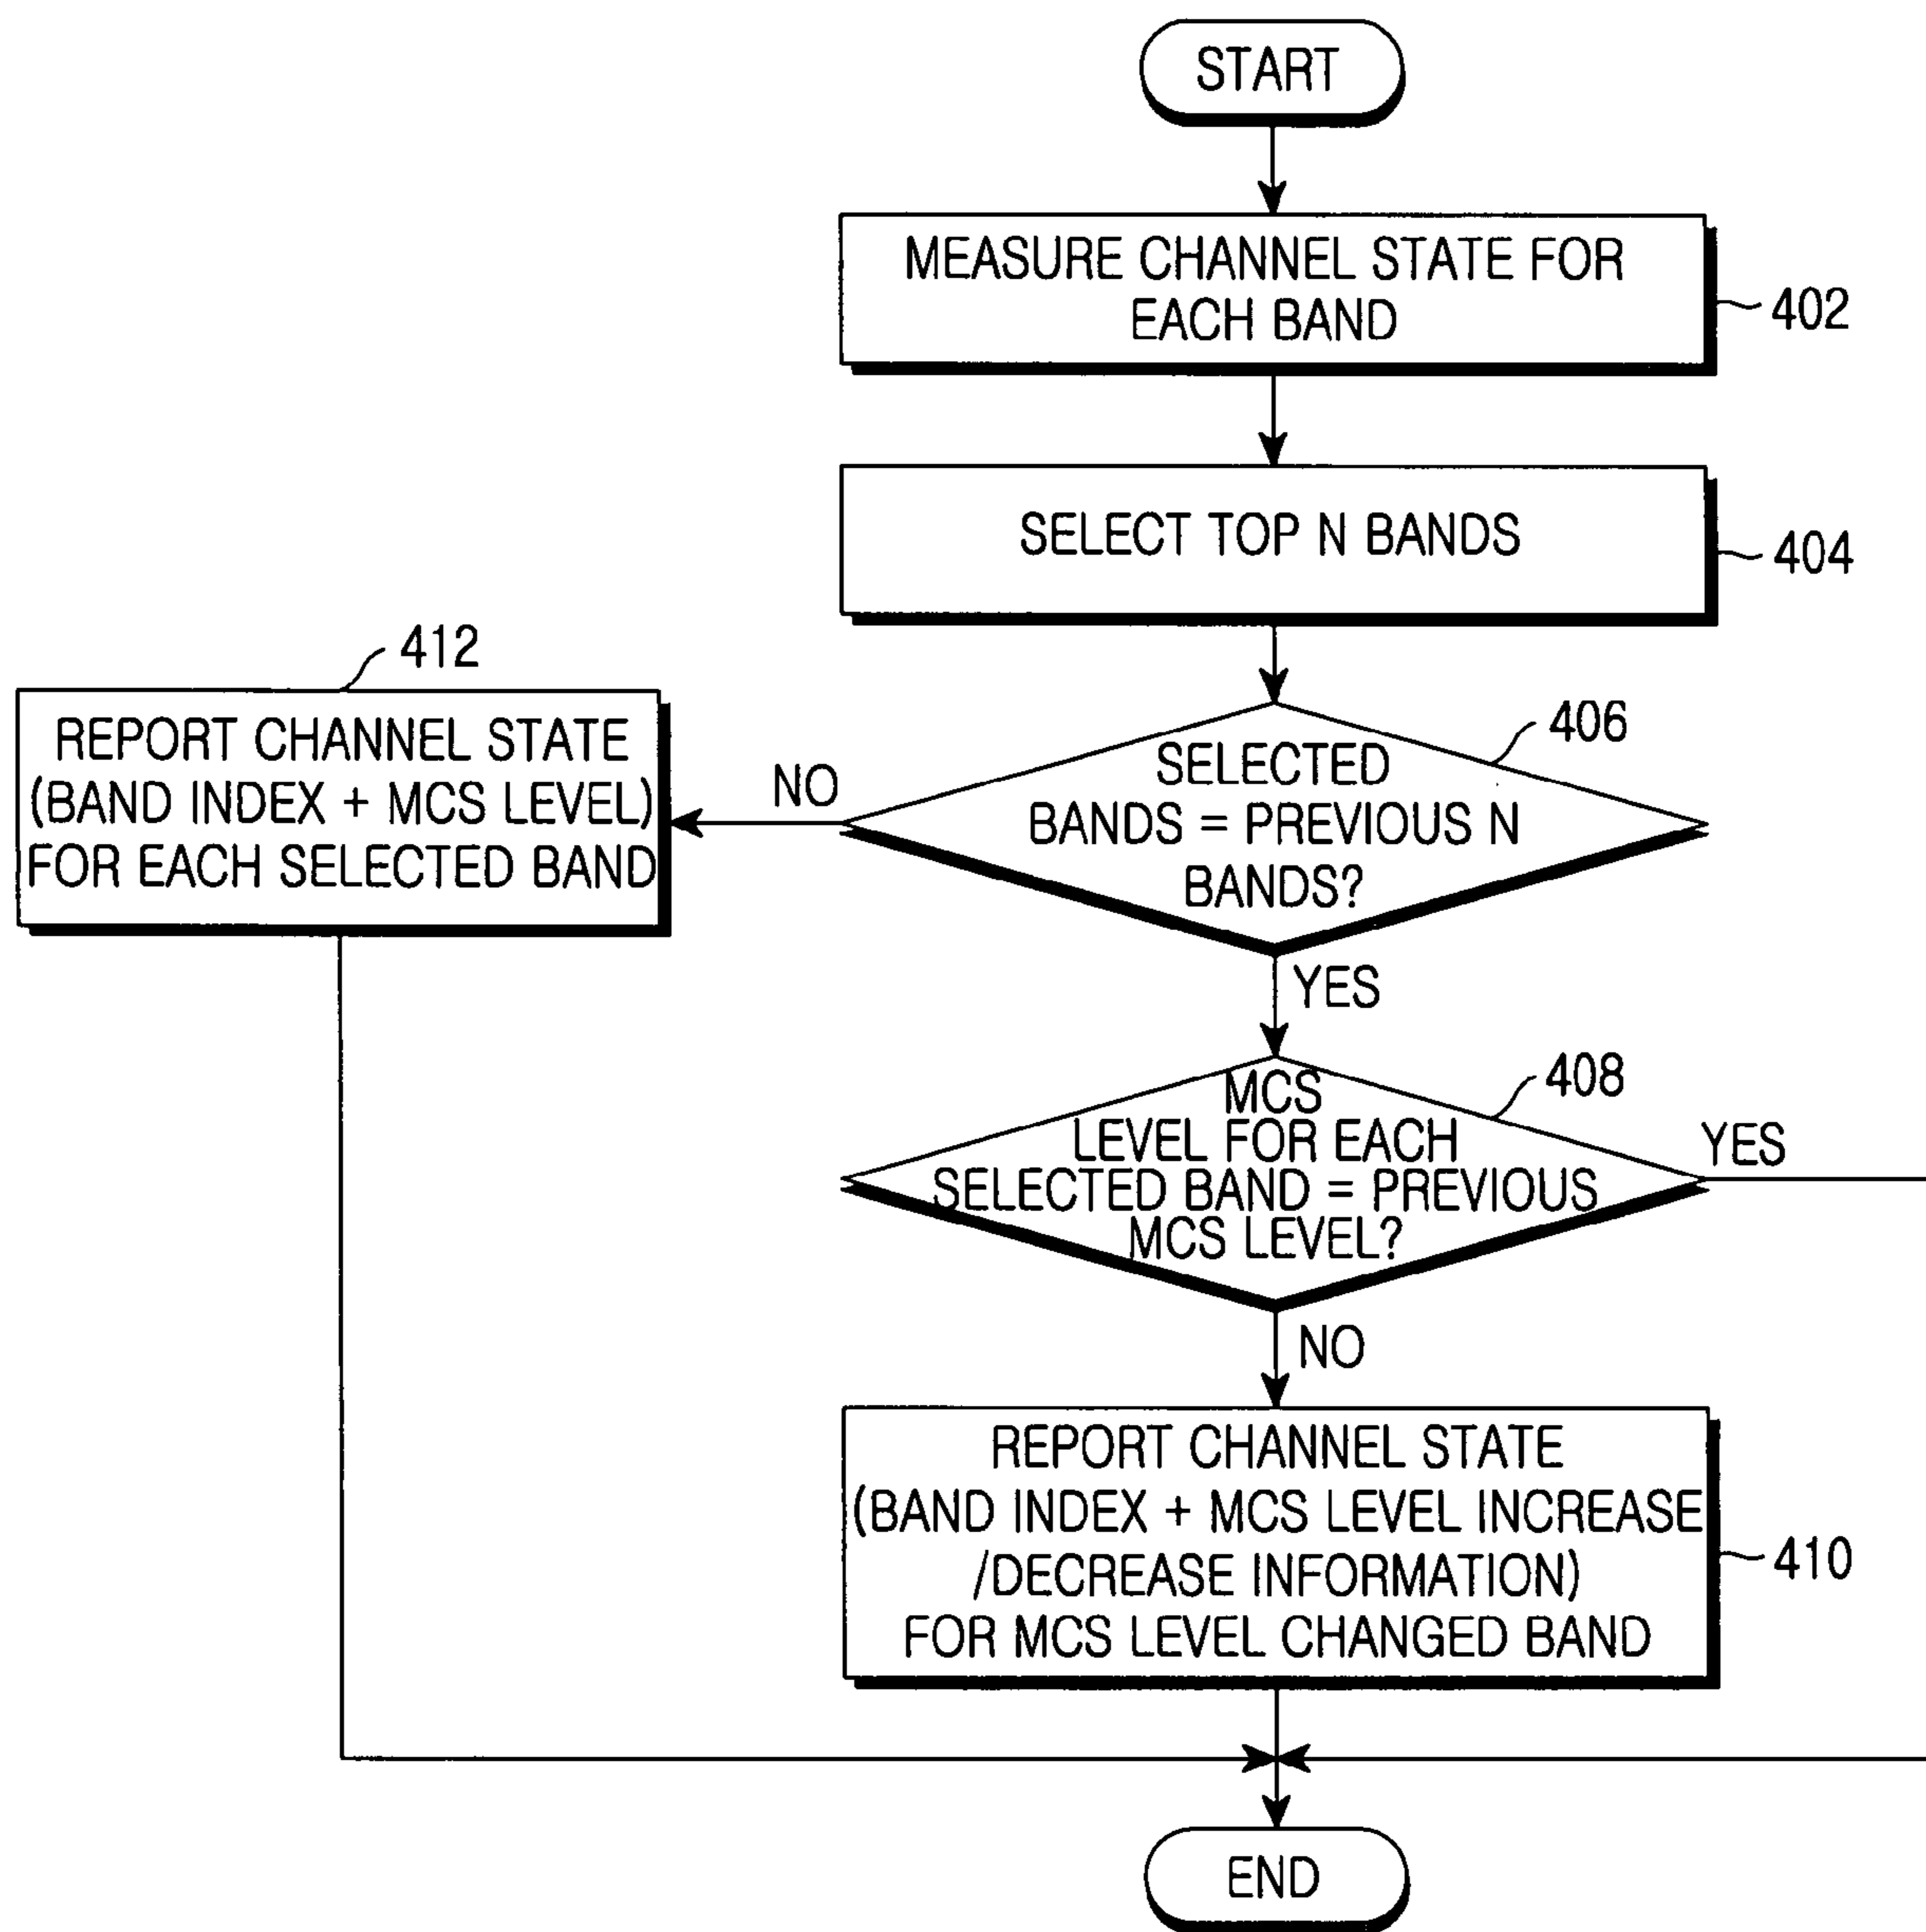 START
MEASURE CHANNEL STATE FOR
EACH BAND
402
SELECT TOP N BANDS
404
412
REPORT CHANNEL STATE
(BAND INDEX + MCS LEVEL)
FOR EACH SELECTED BAND
NO
406
SELECTED
BANDS = PREVIOUS N
BANDS?
YES
408
MCS
LEVEL FOR EACH
SELECTED BAND = PREVIOUS
MCS LEVEL?
YES
NO
REPORT CHANNEL STATE
(BAND INDEX + MCS LEVEL INCREASE
/DECREASE INFORMATION)
FOR MCS LEVEL CHANGED BAND
410
END